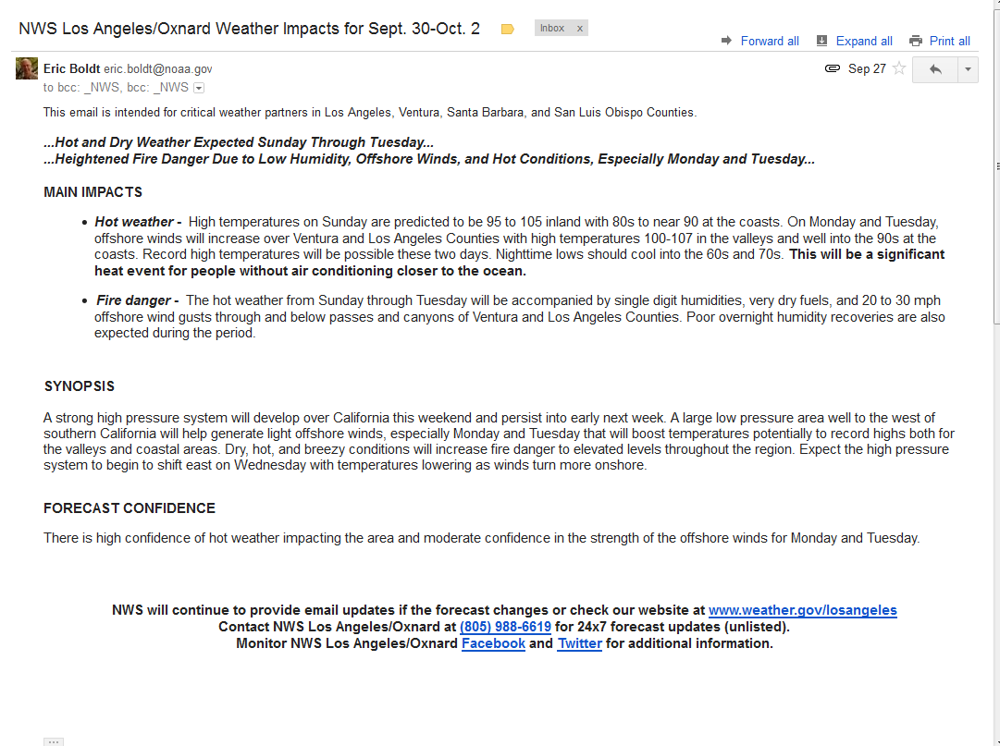 NWS Los Angeles/Oxnard Weather Impacts for Sept. 30-Oct. 2
Inbox x
Forward all Expand all Print all
Eric Boldt eric.boldt@noaa.gov
Sep 27
to bcc: _NWS, bcc: _NWS
This email is intended for critical weather partners in Los Angeles, Ventura, Santa Barbara, and San Luis Obispo Counties.
...Hot and Dry Weather Expected Sunday Through Tuesday...
...Heightened Fire Danger Due to Low Humidity, Offshore Winds, and Hot Conditions, Especially Monday and Tuesday...
MAIN IMPACTS
• Hot weather - High temperatures on Sunday are predicted to be 95 to 105 inland with 80s to near 90 at the coasts. On Monday and Tuesday,
offshore winds will increase over Ventura and Los Angeles Counties with high temperatures 100-107 in the valleys and well into the 90s at the
coasts. Record high temperatures will be possible these two days. Nighttime lows should cool into the 60s and 70s. This will be a significant
heat event for people without air conditioning closer to the ocean.
• Fire danger - The hot weather from Sunday through Tuesday will be accompanied by single digit humidities, very dry fuels, and 20 to 30 mph
offshore wind gusts through and below passes and canyons of Ventura and Los Angeles Counties. Poor overnight humidity recoveries are also
expected during the period.
SYNOPSIS
A strong high pressure system will develop over California this weekend and persist into early next week. A large low pressure area well to the west of
southern California will help generate light offshore winds, especially Monday and Tuesday that will boost temperatures potentially to record highs both for
the valleys and coastal areas. Dry, hot, and breezy conditions will increase fire danger to elevated levels throughout the region. Expect the high pressure
system to begin to shift east on Wednesday with temperatures lowering as winds turn more onshore.
FORECAST CONFIDENCE
There is high confidence of hot weather impacting the area and moderate confidence in the strength of the offshore winds for Monday and Tuesday.
NWS will continue to provide email updates if the forecast changes or check our website at www.weather.gov/losangeles
Contact NWS Los Angeles/Oxnard at (805) 988-6619 for 24x7 forecast updates (unlisted).
Monitor NWS Los Angeles/Oxnard Facebook and Twitter for additional information.